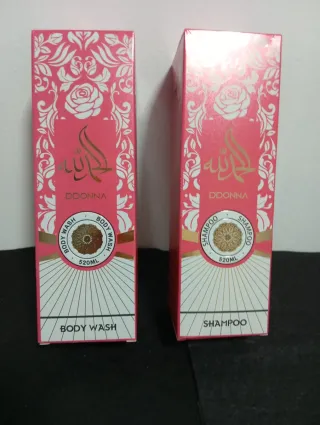 DDONNA
BODY WASH · BODY WASH ·
520ML
BODY WASH
DDONNA
SHAMPOO · SHAMPOO ·
520ML
SHAMPOO